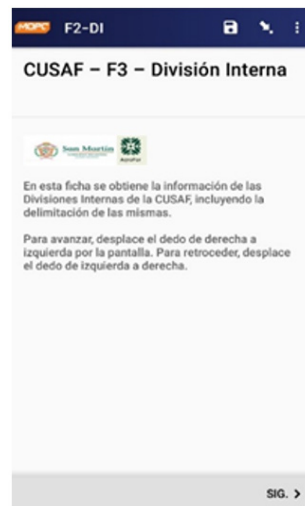 MOPC F2-DI
CUSAF – F3 – División Interna
San Martín
En esta ficha se obtiene la información de las
Divisiones Internas de la CUSAF, incluyendo la
delimitación de las mismas.
Para avanzar, desplace el dedo de derecha a
izquierda por la pantalla. Para retroceder, desplace
el dedo de izquierda a derecha.
SIG.